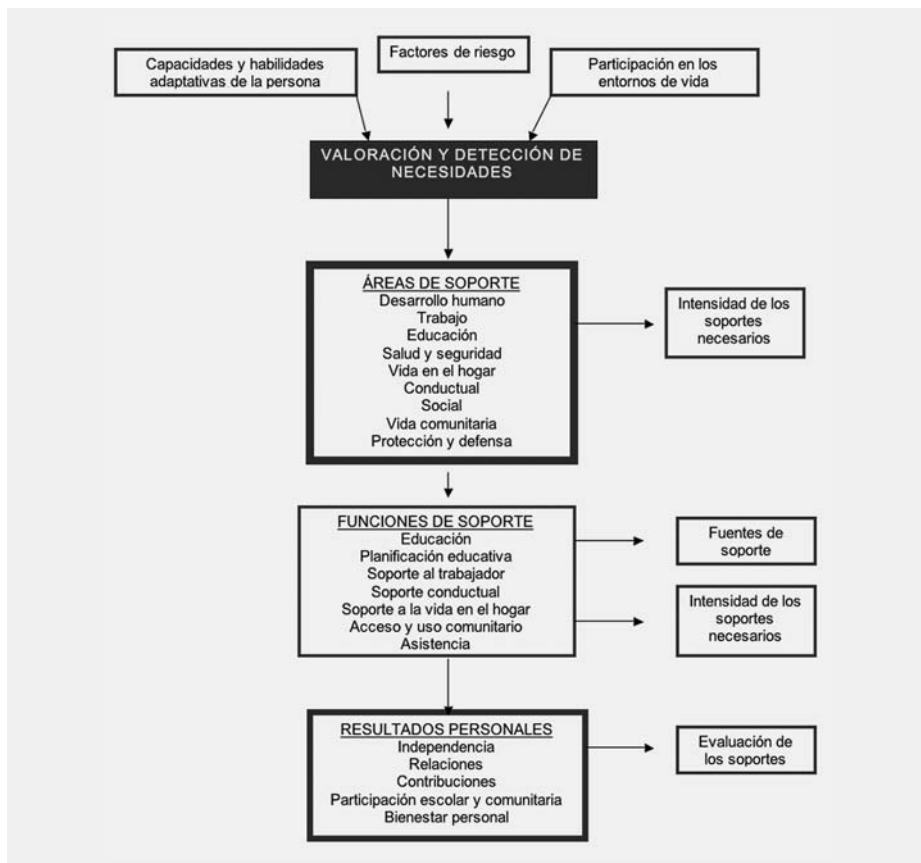 Capacidades y habilidades
adaptativas de la persona
Factores de riesgo
Participación en los
entornos de vida
VALORACIÓN Y DETECCIÓN DE
NECESIDADES
ÁREAS DE SOPORTE
Desarrollo humano
Trabajo
Educación
Salud y seguridad
Vida en el hogar
Conductual
Social
Vida comunitaria
Protección y defensa
Intensidad de los
soportes
necesarios
FUNCIONES DE SOPORTE
Educación
Planificación educativa
Soporte al trabajador
Soporte conductual
Soporte a la vida en el hogar
Acceso y uso comunitario
Asistencia
Fuentes de
soporte
Intensidad de los
soportes
necesarios
RESULTADOS PERSONALES
Independencia
Relaciones
Contribuciones
Participación escolar y comunitaria
Bienestar personal
Evaluación de
los soportes